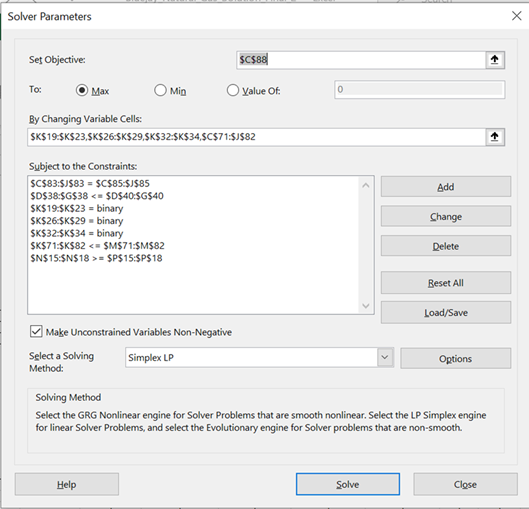 Solver Parameters
Set Objective:
$C$88
To:
Max
Min
Value Of:
0
By Changing Variable Cells:
$K$19:$K$23,$K$26:$K$29,$K$32:$K$34,$C$71:$J$82
Subject to the Constraints:
$C$83:$J$83 = $C$85:$J$85
$D$38:$G$38 <= $D$40:$G$40
$K$19:$K$23 = binary
$K$26:$K$29 = binary
$K$32:$K$34 = binary
$K$71:$K$82 <= $M$71:$M$82
$N$15:$N$18 >= $P$15:$P$18
Add
Change
Delete
Reset All
Load/Save
Make Unconstrained Variables Non-Negative
Select a Solving
Method:
Simplex LP
Options
Solving Method
Select the GRG Nonlinear engine for Solver Problems that are smooth nonlinear. Select the LP Simplex engine
for linear Solver Problems, and select the Evolutionary engine for Solver problems that are non-smooth.
Help
Solve
Close